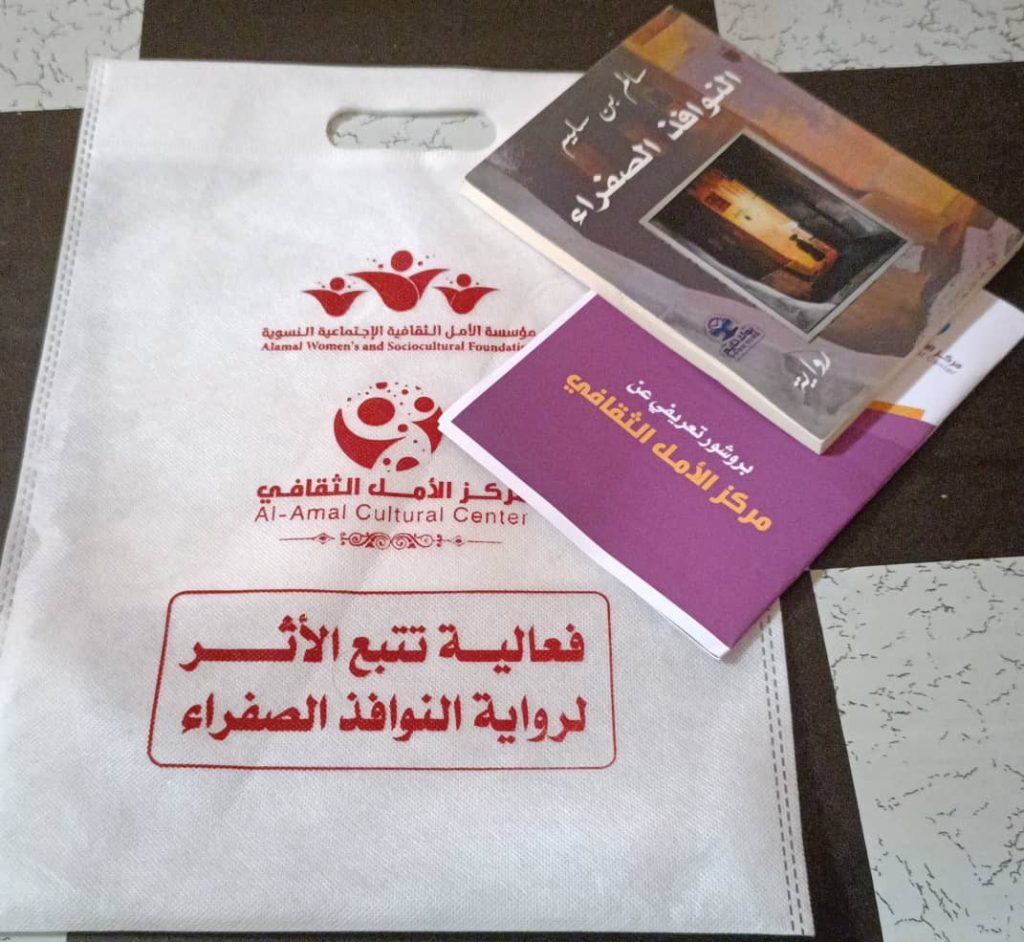 سالم بن سليم
النوافذ الصفراء
رواية
مؤسسة الأمل الثقافية الإجتماعية النسوية
Alamal Women's and Sociocultural
مركز الأمل الثقافي
Al-Amal Cultural Center
فعالية تتبع الأثر
لرواية النوافذ الصفراء
بروشور تعريفي عن
مركز الأمل الثقافي
مركز